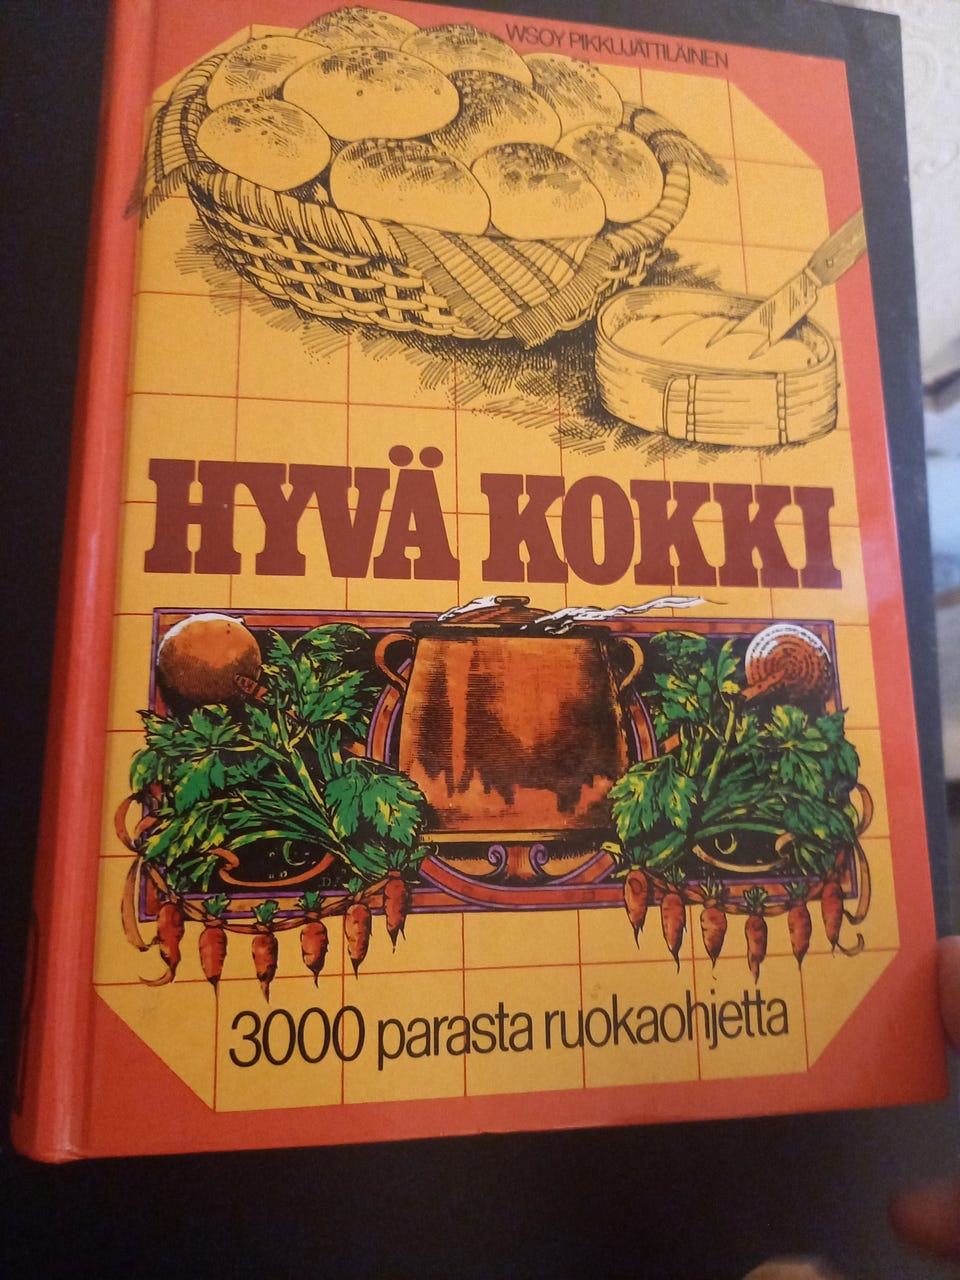 WSOY PIKKUJÄTTILÄINEN
HYVÄ KOKKI
3000 parasta ruokaohjetta